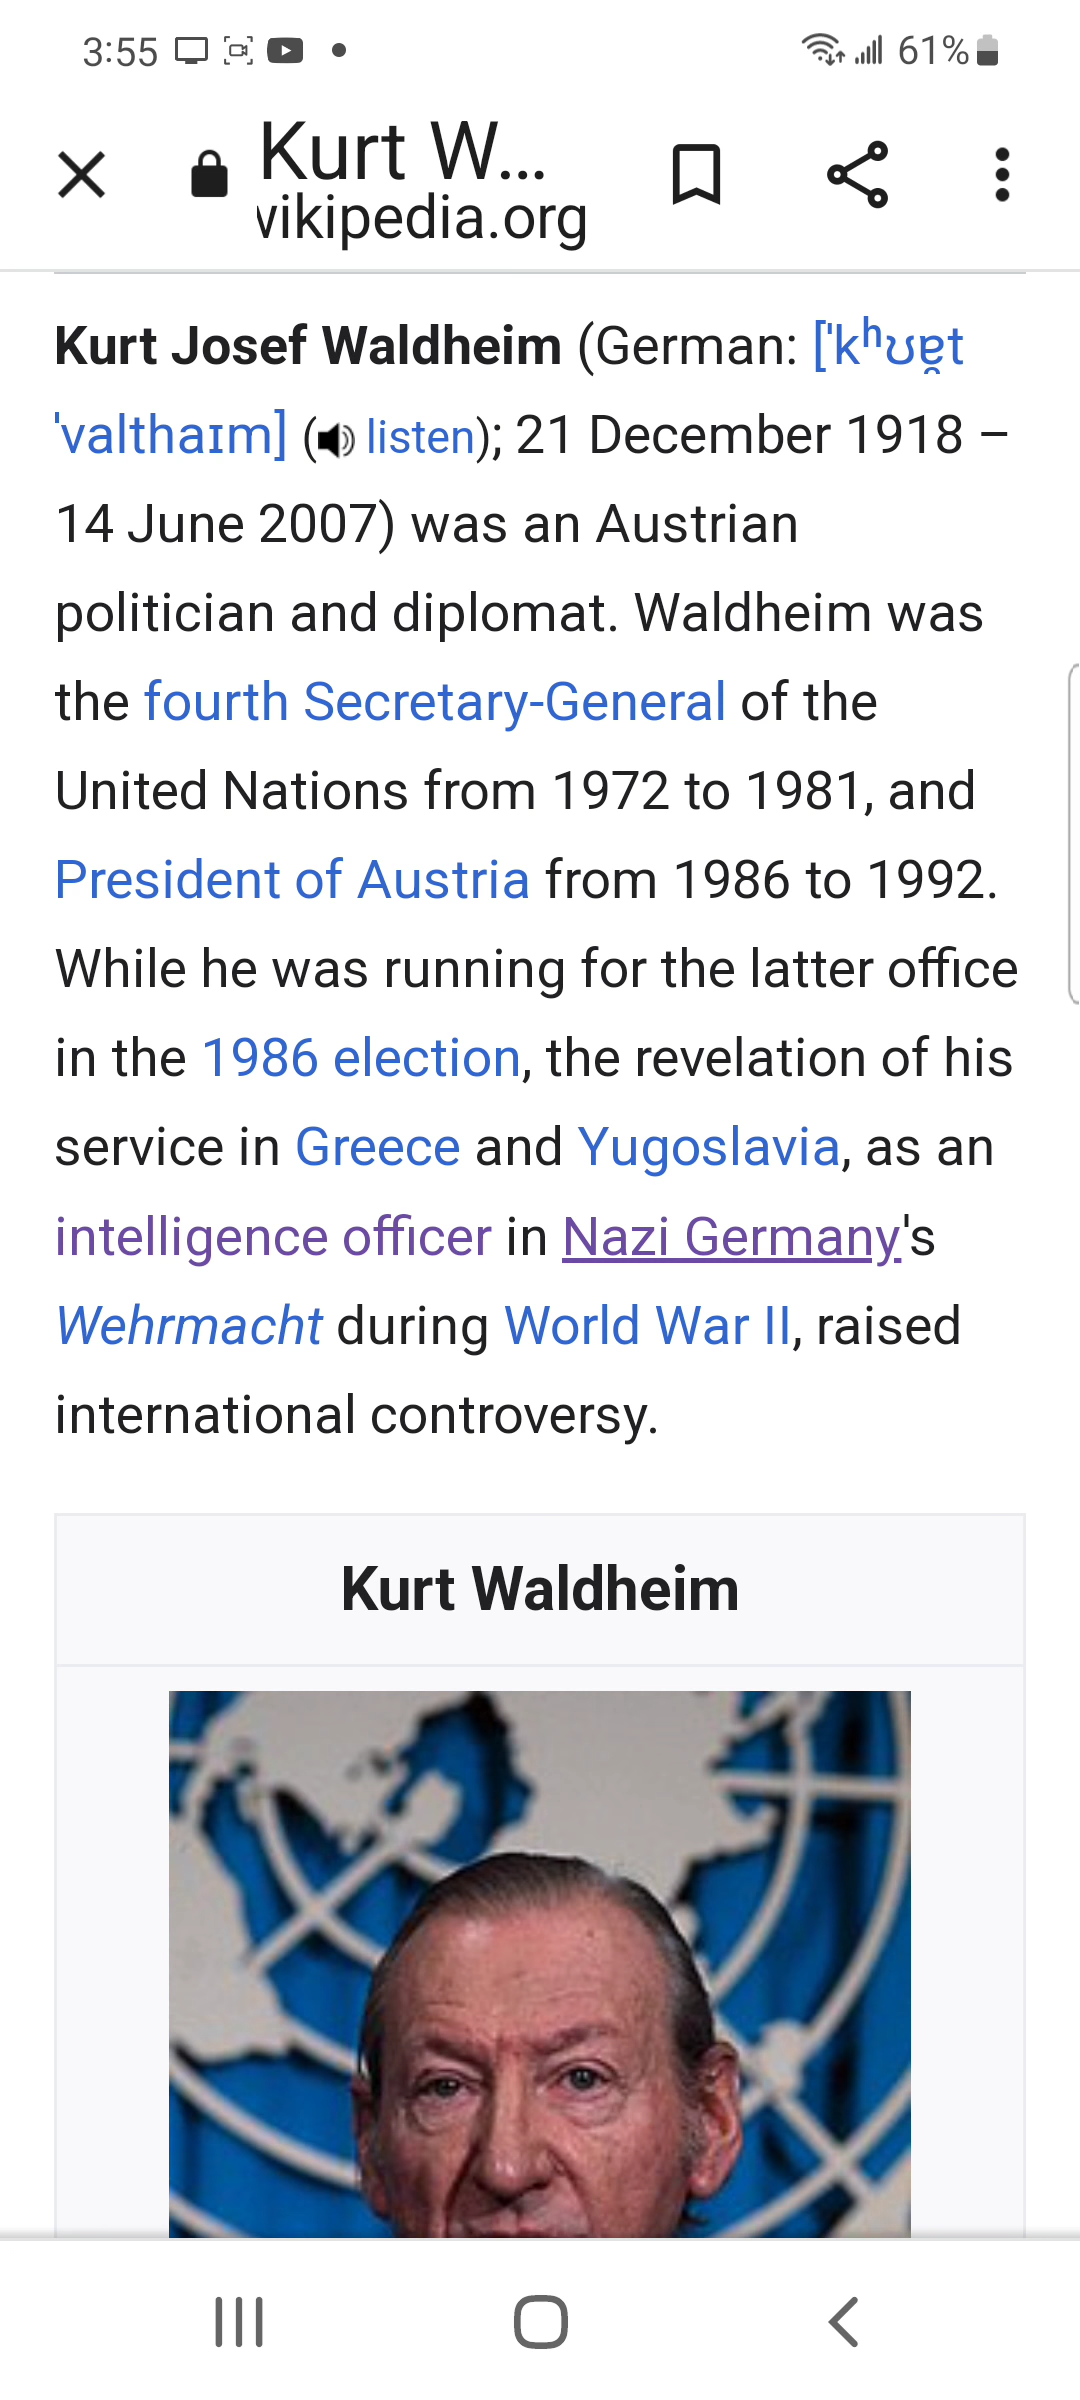 3:55
61%
Kurt W...
wikipedia.org
Kurt Josef Waldheim (German: [ˈkʰʊɐ̯t
ˈvalthaɪm] ( listen); 21 December 1918 –
14 June 2007) was an Austrian
politician and diplomat. Waldheim was
the fourth Secretary-General of the
United Nations from 1972 to 1981, and
President of Austria from 1986 to 1992.
While he was running for the latter office
in the 1986 election, the revelation of his
service in Greece and Yugoslavia, as an
intelligence officer in Nazi Germany's
Wehrmacht during World War II, raised
international controversy.
Kurt Waldheim